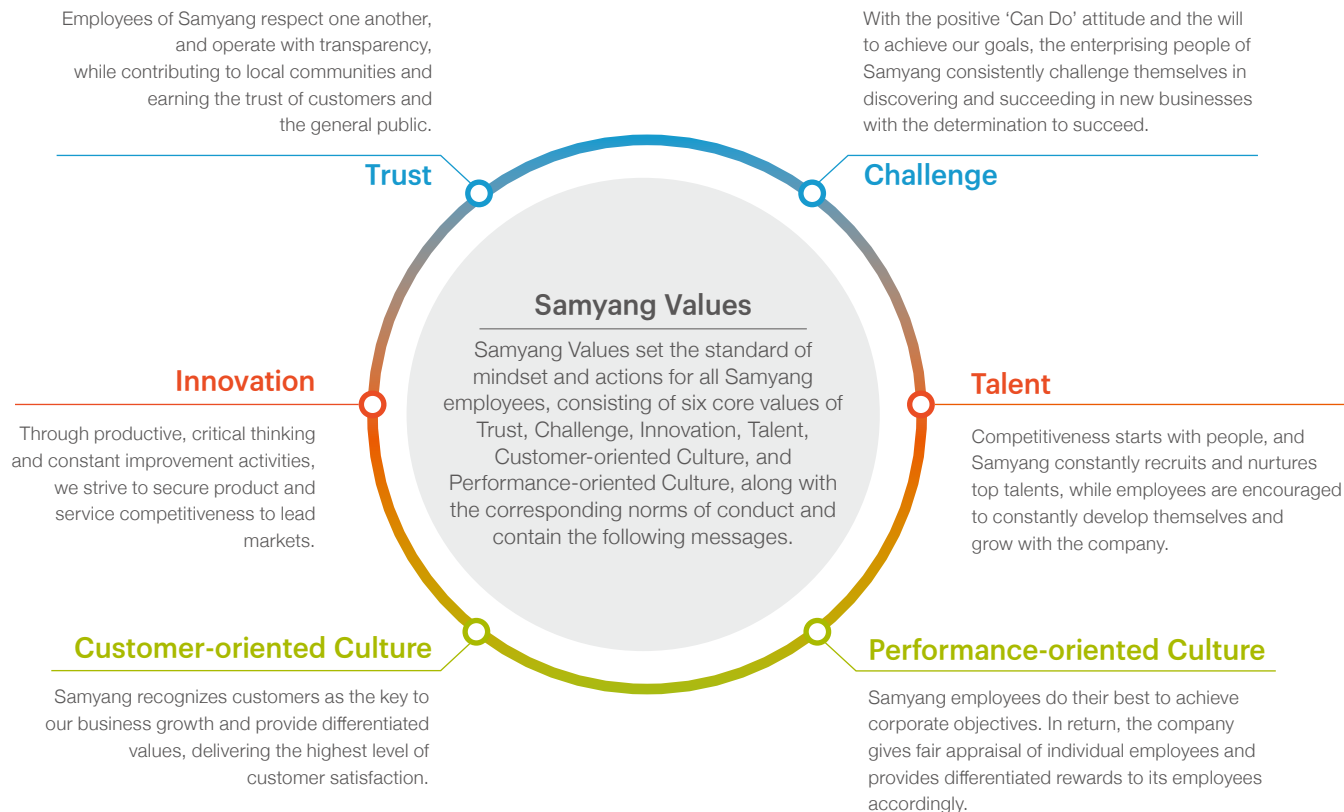 Employees of Samyang respect one another,
and operate with transparency,
while contributing to local communities and
earning the trust of customers and
the general public.
Trust
With the positive ‘Can Do’ attitude and the will
to achieve our goals, the enterprising people of
Samyang consistently challenge themselves in
discovering and succeeding in new businesses
with the determination to succeed.
Challenge
Samyang Values
Samyang Values set the standard of
mindset and actions for all Samyang
employees, consisting of six core values of
Trust, Challenge, Innovation, Talent,
Customer-oriented Culture, and
Performance-oriented Culture, along with
the corresponding norms of conduct and
contain the following messages.
Innovation
Through productive, critical thinking
and constant improvement activities,
we strive to secure product and
service competitiveness to lead
markets.
Talent
Competitiveness starts with people, and
Samyang constantly recruits and nurtures
top talents, while employees are encouraged
to constantly develop themselves and
grow with the company.
Customer-oriented Culture
Samyang recognizes customers as the key to
our business growth and provide differentiated
values, delivering the highest level of
customer satisfaction.
Performance-oriented Culture
Samyang employees do their best to achieve
corporate objectives. In return, the company
gives fair appraisal of individual employees and
provides differentiated rewards to its employees
accordingly.